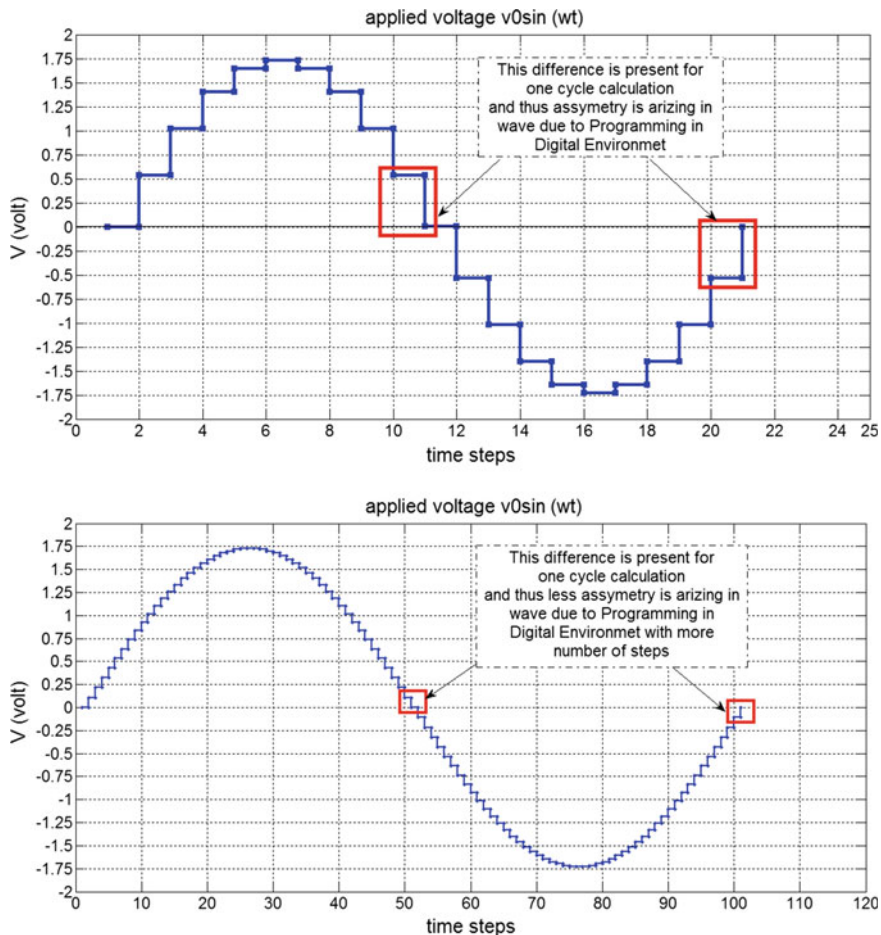 applied voltage v0sin (wt)
2
1.75
1.5
1.25
1
0.75
0.5
0.25
0
-0.25
-0.5
-0.75
-1
-1.25
-1.5
-1.75
-2
V (volt)
This difference is present for
one cycle calculation
and thus assymetry is arizing in
wave due to Programming in
Digital Environmet
0 2 4 6 8 10 12 14 16 18 20 22 24 25
time steps
applied voltage v0sin (wt)
2
1.75
1.5
1.25
1
0.75
0.5
0.25
0
-0.25
-0.5
-0.75
-1
-1.25
-1.5
-1.75
-2
V (volt)
This difference is present for
one cycle calculation
and thus less assymetry is arizing in
wave due to Programming in
Digital Environmet with more
number of steps
0 10 20 30 40 50 60 70 80 90 100 110 120
time steps